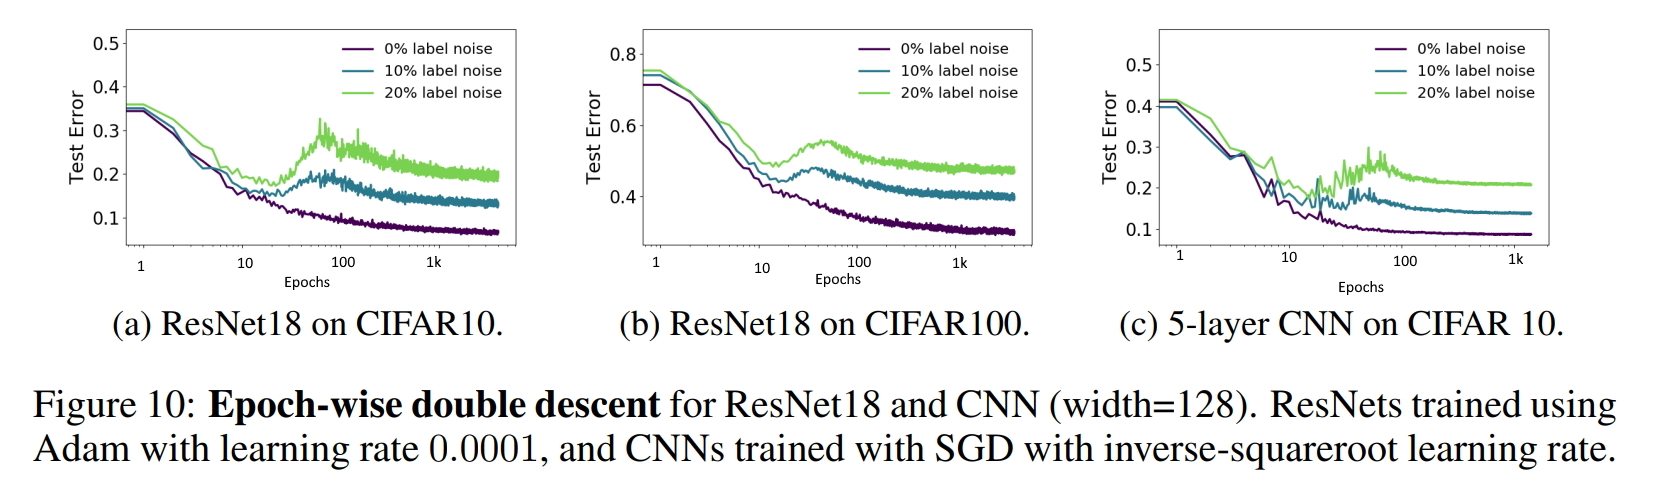 0.5
0.4
0.3
0.2
0.1
Test Error
0% label noise
10% label noise
20% label noise
1
10
100
1k
Epochs
0.8
0.6
0.4
Test Error
0% label noise
10% label noise
20% label noise
1
10
100
1k
Epochs
0.5
0.4
0.3
0.2
0.1
Test Error
0% label noise
10% label noise
20% label noise
1
10
100
1k
Epochs
(a) ResNet18 on CIFAR10.
(b) ResNet18 on CIFAR100.
(c) 5-layer CNN on CIFAR 10.
Figure 10: Epoch-wise double descent for ResNet18 and CNN (width=128). ResNets trained using
Adam with learning rate 0.0001, and CNNs trained with SGD with inverse-squareroot learning rate.